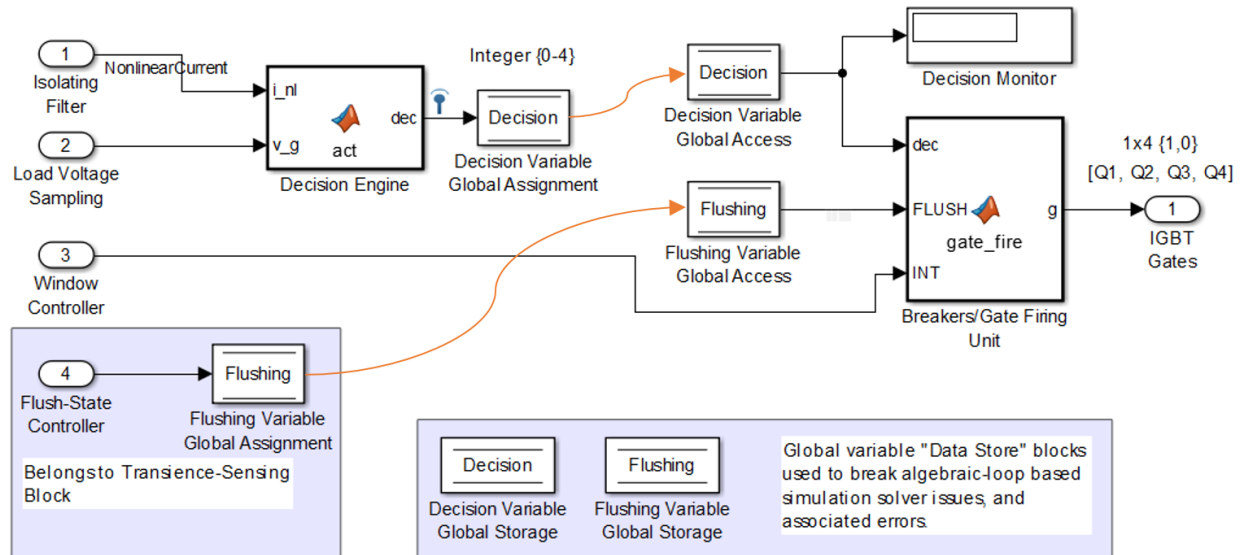 1
Isolating
Filter
NonlinearCurrent
2
Load Voltage
Sampling
i_nl
v_g
act
dec
Decision Engine
Integer {0-4}
Decision
Decision Variable
Global Assignment
Decision
Decision Variable
Global Access
Decision Monitor
Flushing
Flushing Variable
Global Access
dec
FLUSH
INT
gate_fire
g
Breakers/Gate Firing
Unit
1x4 {1,0}
[Q1, Q2, Q3, Q4]
1
IGBT
Gates
3
Window
Controller
4
Flush-State
Controller
Flushing
Flushing Variable
Global Assignment
Belongs to Transience-Sensing
Block
Decision
Decision Variable
Global Storage
Flushing
Flushing Variable
Global Storage
Global variable "Data Store" blocks
used to break algebraic-loop based
simulation solver issues, and
associated errors.